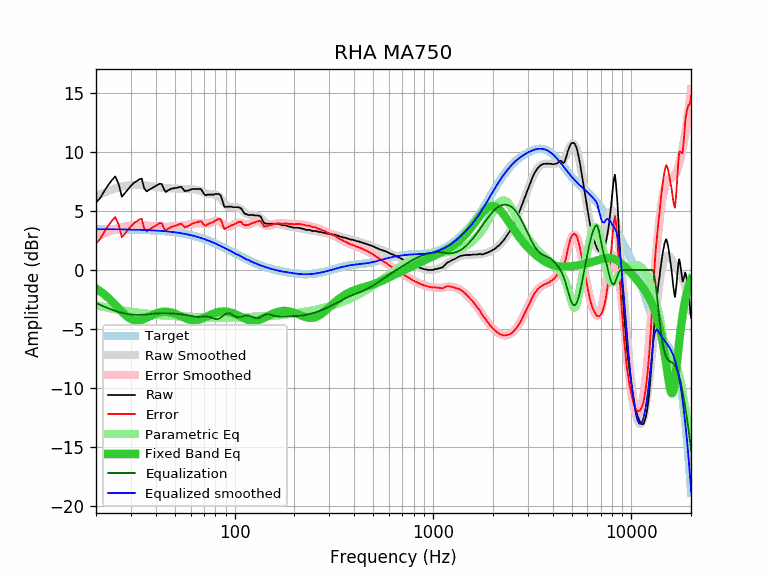 RHA MA750
15
10
5
0
−5
−10
−15
−20
Amplitude (dBr)
Target
Raw Smoothed
Error Smoothed
Raw
Error
Parametric Eq
Fixed Band Eq
Equalization
Equalized smoothed
100 1000 10000
Frequency (Hz)